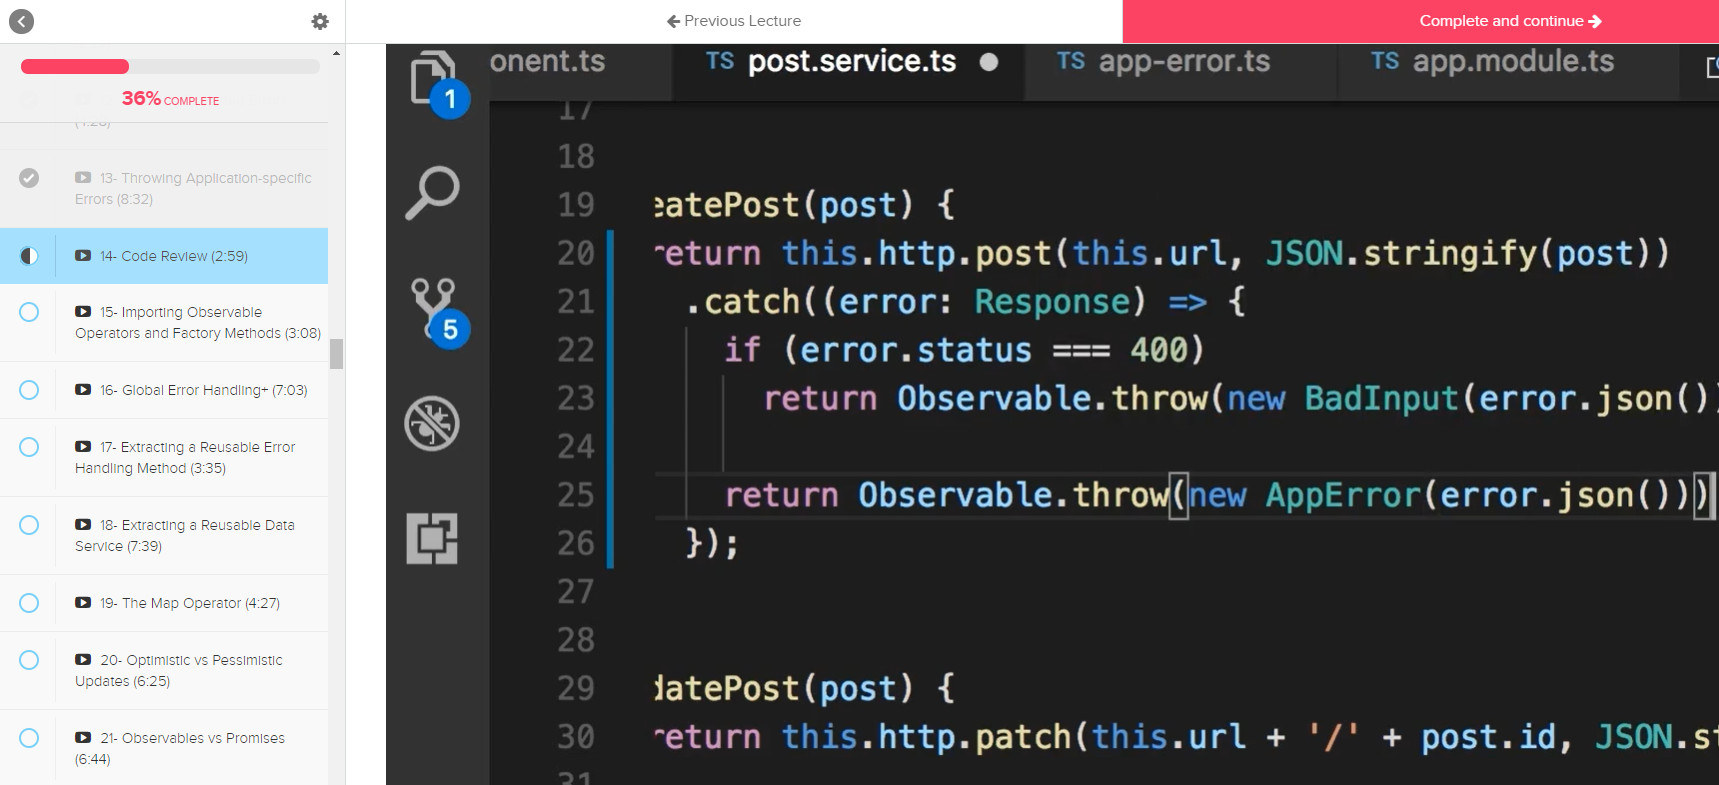 Previous Lecture
Complete and continue
36% COMPLETE
13- Throwing Application-specific
Errors (8:32)
14- Code Review (2:59)
15- Importing Observable
Operators and Factory Methods (3:08)
16- Global Error Handling+ (7:03)
17- Extracting a Reusable Error
Handling Method (3:35)
18- Extracting a Reusable Data
Service (7:39)
19- The Map Operator (4:27)
20- Optimistic vs Pessimistic
Updates (6:25)
21- Observables vs Promises
(6:44)
1
5
onent.ts
TS post.service.ts
TS app-error.ts
TS app.module.ts
17
18
19 eatePost(post) {
20 return this.http.post(this.url, JSON.stringify(post))
21 .catch((error: Response) => {
22 if (error.status === 400)
23 return Observable.throw(new BadInput(error.json())
24
25 return Observable.throw(new AppError(error.json()))
26 });
27
28
29 datePost(post) {
30 return this.http.patch(this.url + '/' + post.id, JSON.st
31